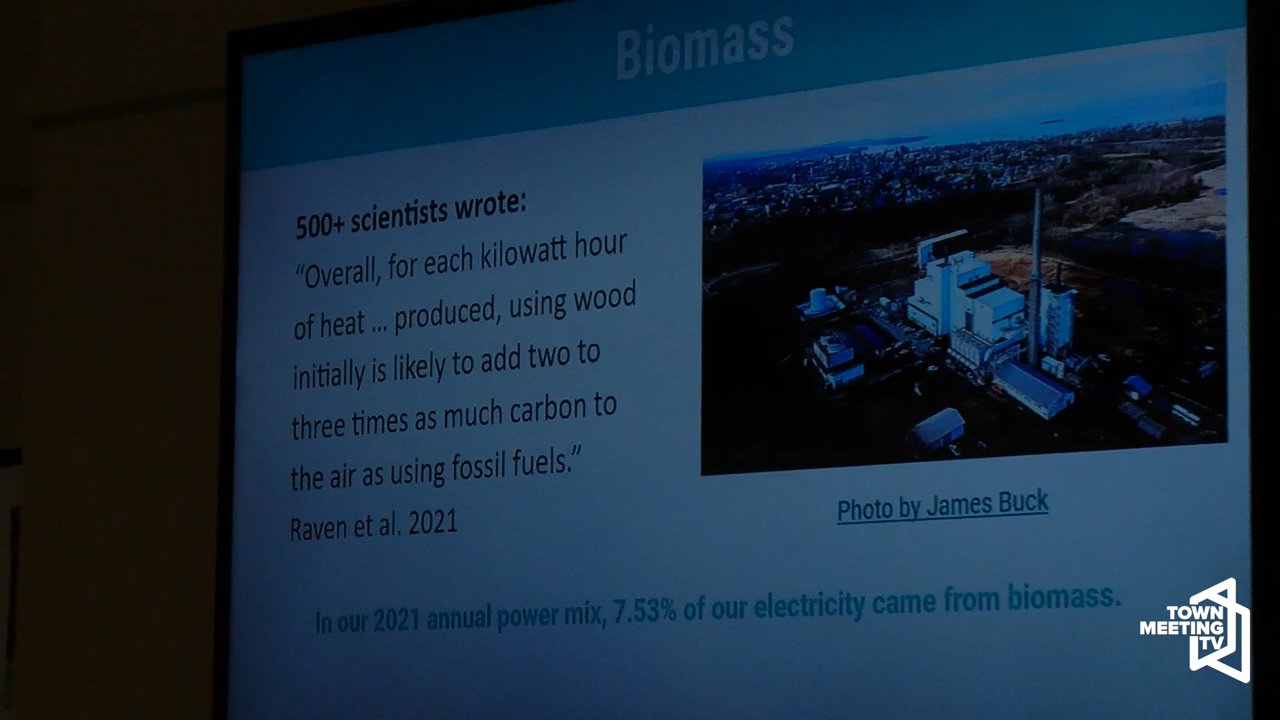 Biomass
500+ scientists wrote:
“Overall, for each kilowatt hour
of heat ... produced, using wood
initially is likely to add two to
three times as much carbon to
the air as using fossil fuels.”
Raven et al. 2021
Photo by James Buck
In our 2021 annual power mix, 7.53% of our electricity came from biomass.
TOWN
MEETING
TV